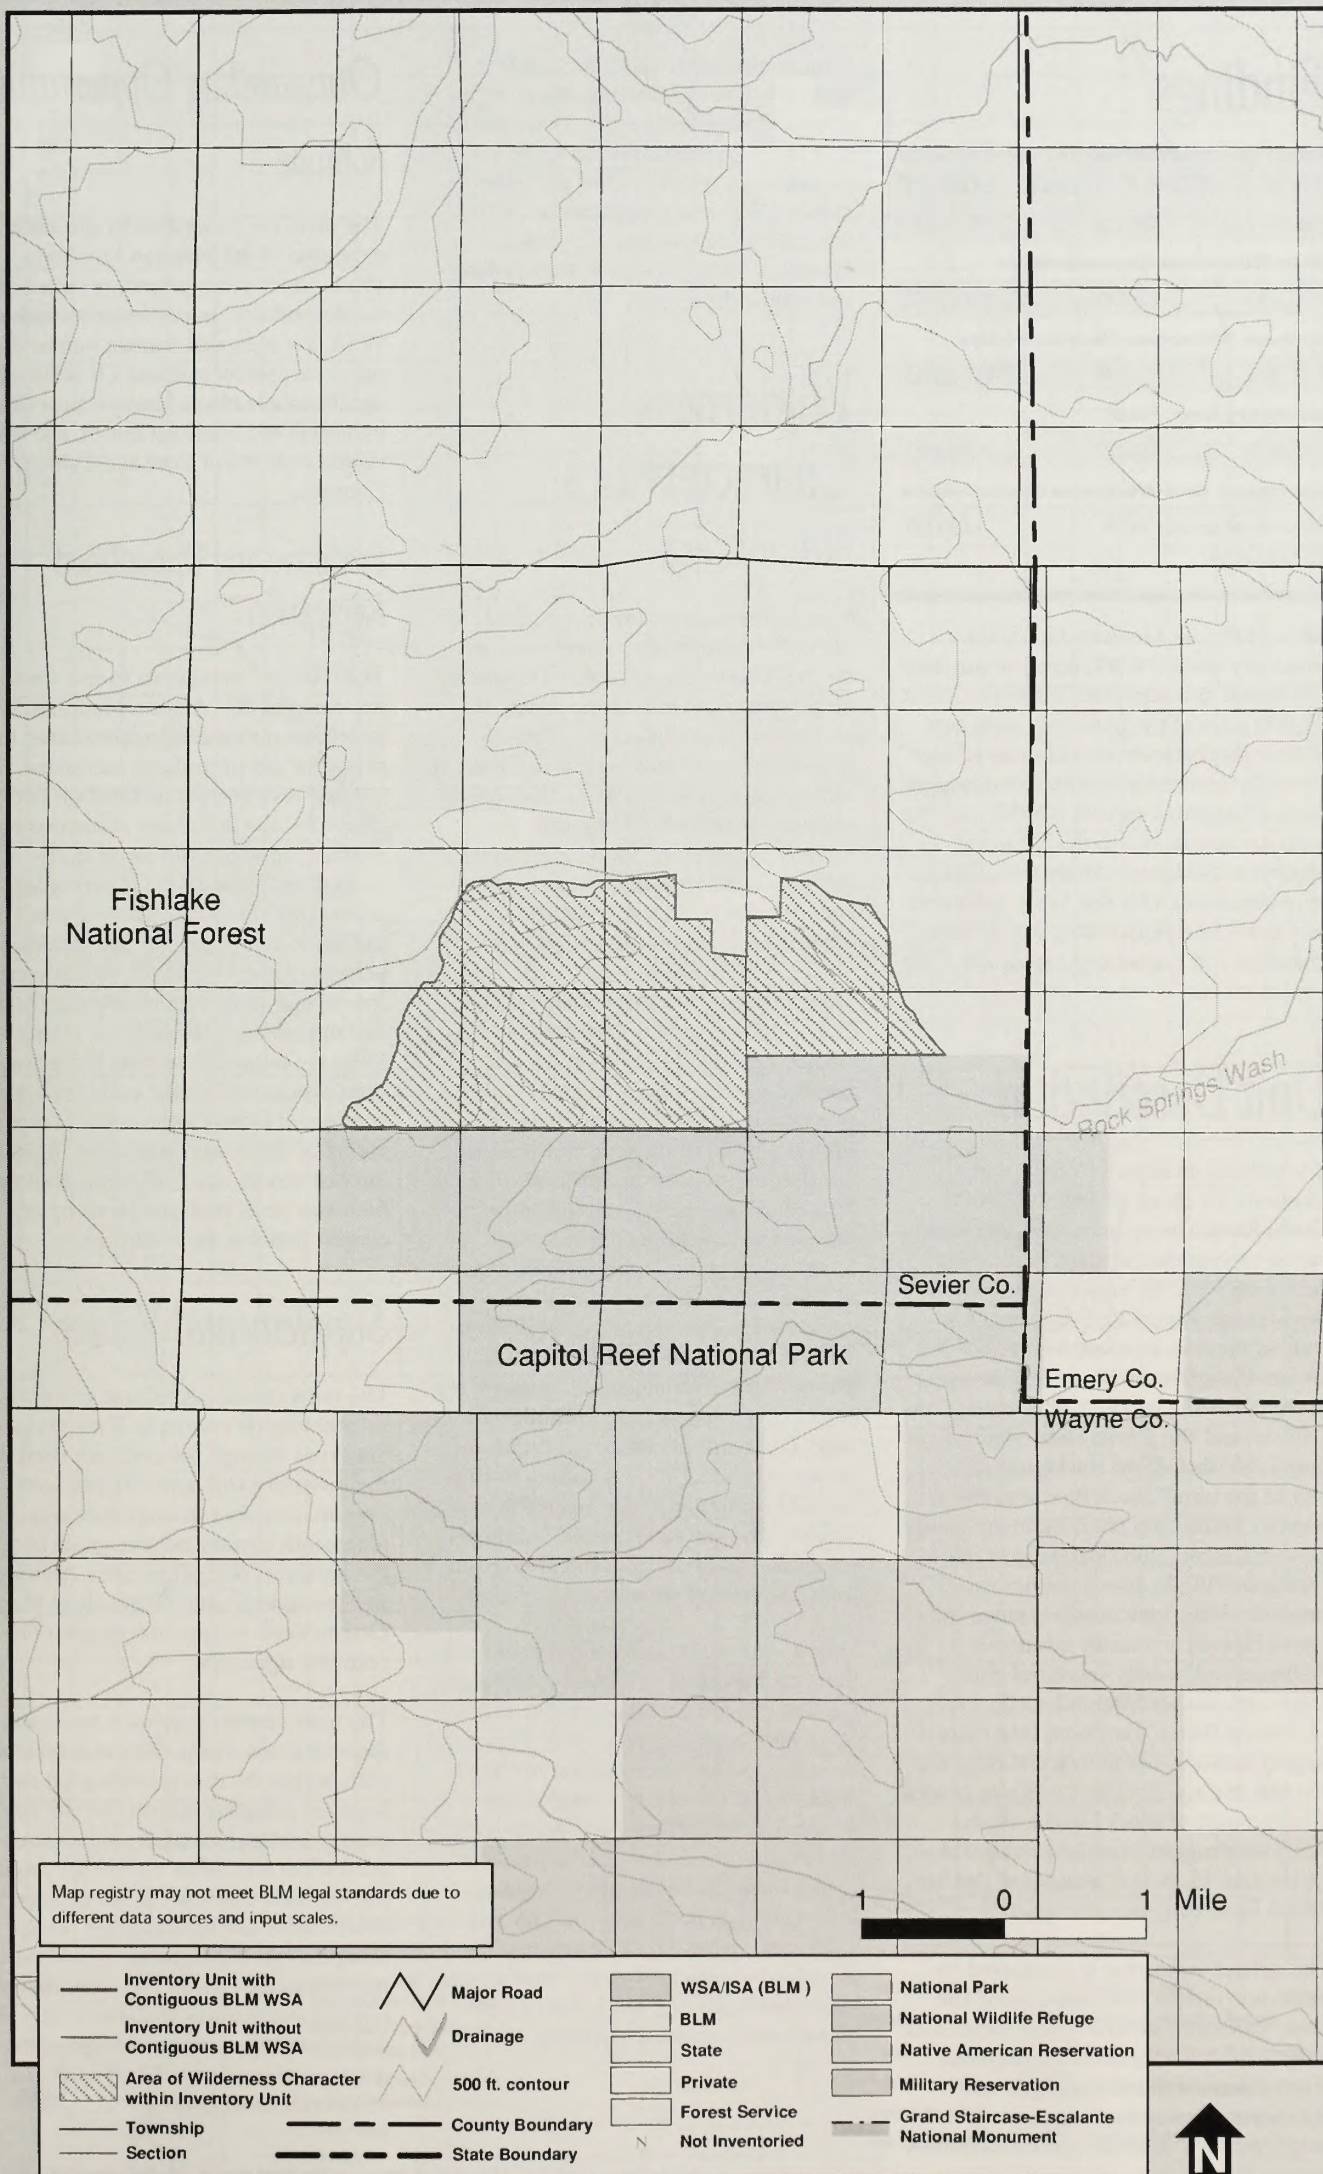 Fishlake
National Forest
Rock Springs Wash
Sevier Co.
Capitol Reef National Park
Emery Co.
Wayne Co.
Map registry may not meet BLM legal standards due to
different data sources and input scales.
1 0 1 Mile
Inventory Unit with
Contiguous BLM WSA
Inventory Unit without
Contiguous BLM WSA
Area of Wilderness Character
within Inventory Unit
Township
Section
Major Road
Drainage
500 ft. contour
County Boundary
State Boundary
WSA/ISA (BLM )
BLM
State
Private
Forest Service
N Not Inventoried
National Park
National Wildlife Refuge
Native American Reservation
Military Reservation
Grand Staircase-Escalante
National Monument
N